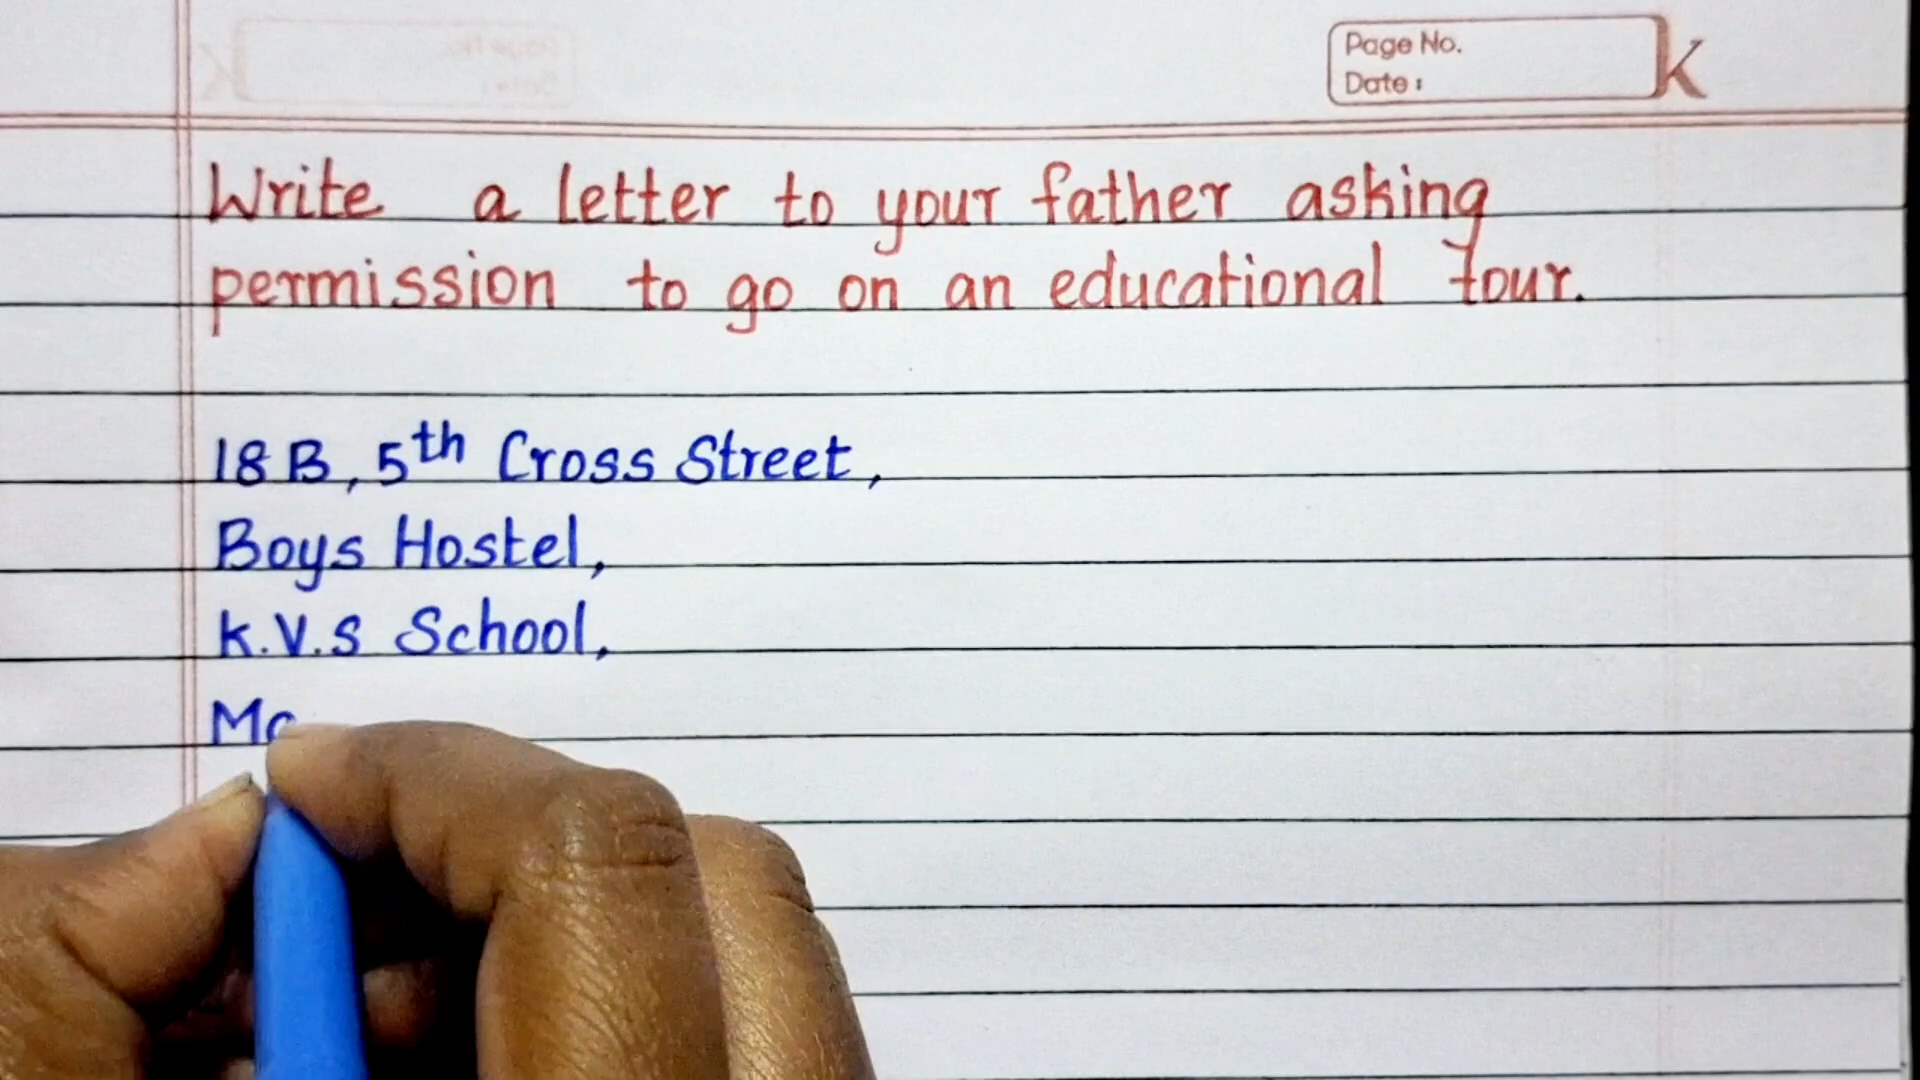 Page No.
Date :
Write a letter to your father asking
permission to go on an educational tour.
18 B, 5th Cross Street,
Boys Hostel,
K.V.S School,